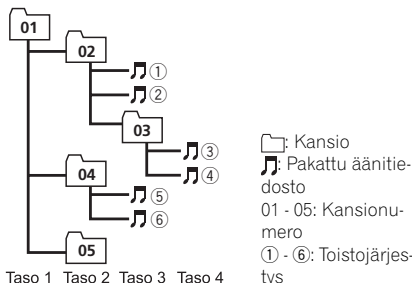 01
02
①
②
03
③
④
04
⑤
⑥
05
Taso 1 Taso 2 Taso 3 Taso 4
: Kansio
: Pakattu äänitie-
dosto
01 - 05: Kansionu-
mero
① - ⑥: Toistojärjes-
tys